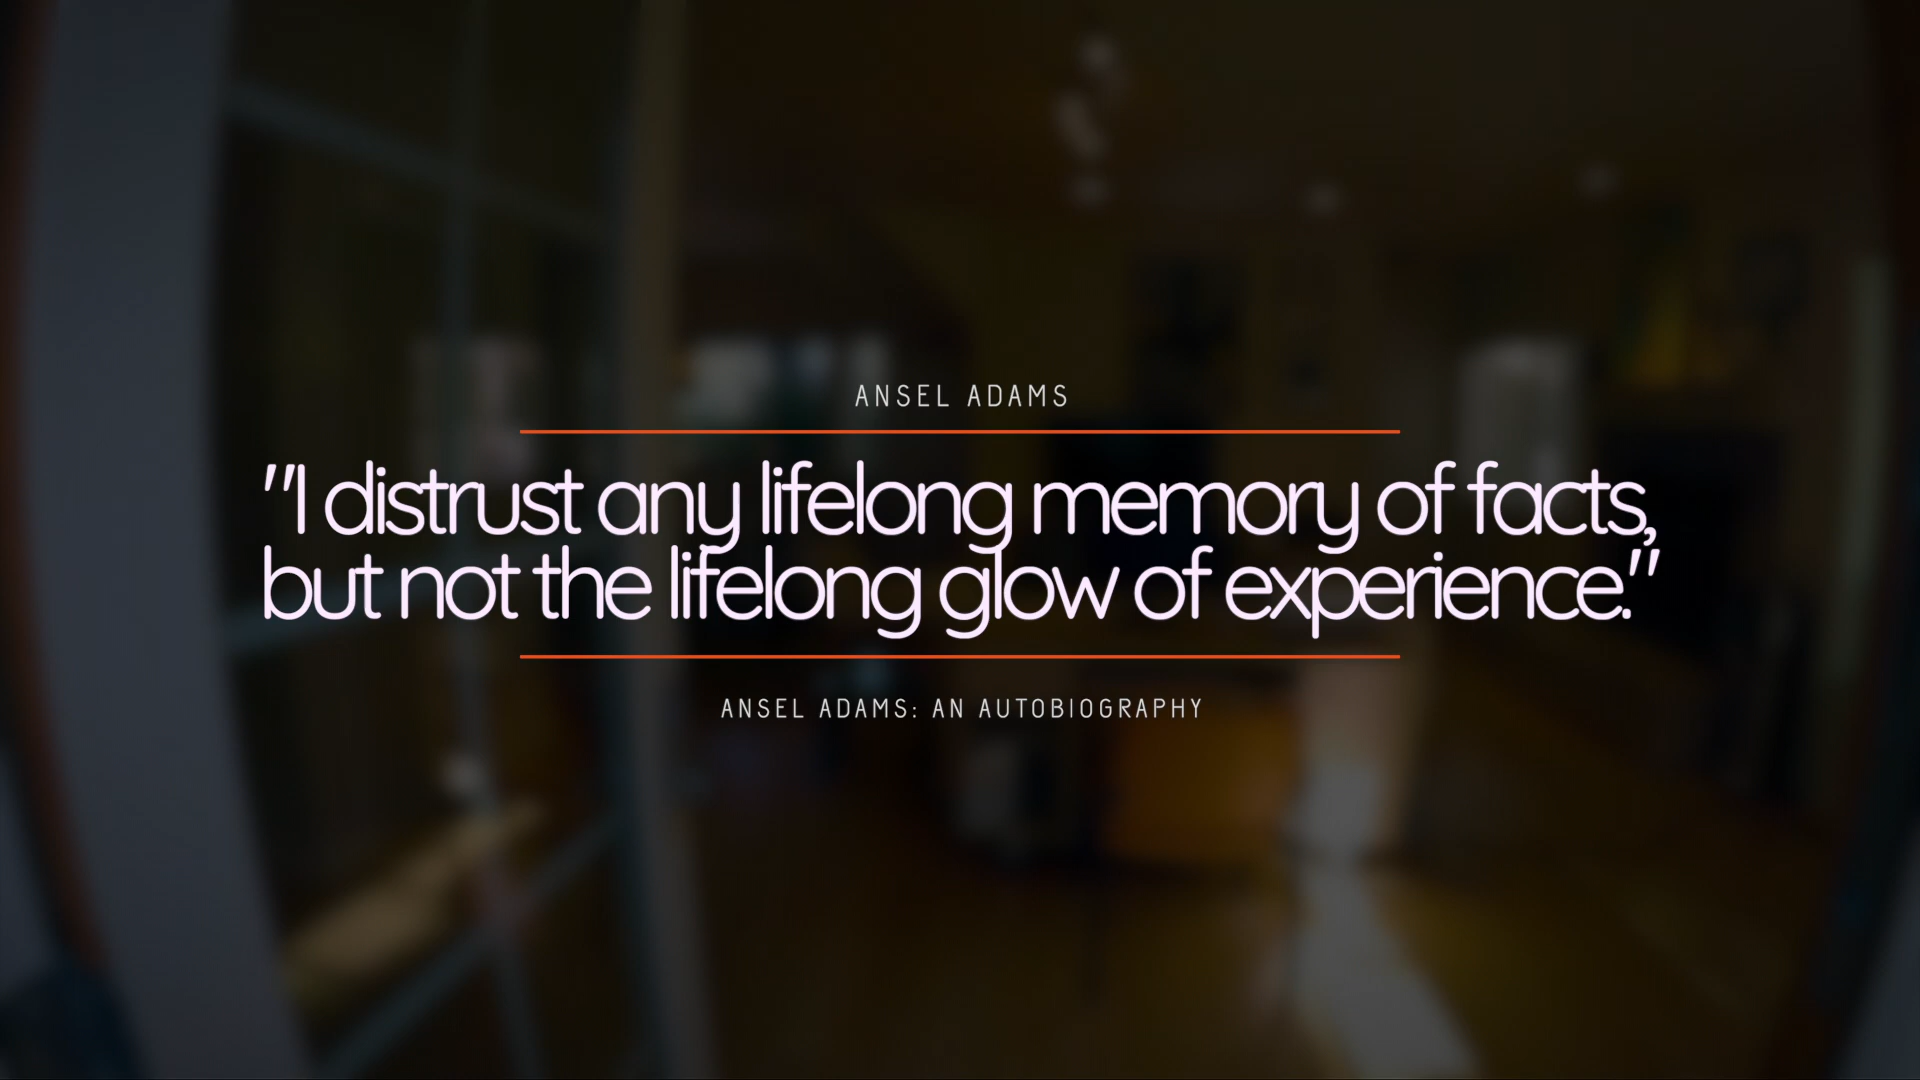 ANSEL ADAMS
"I distrust any lifelong memory of facts,
but not the lifelong glow of experience."
ANSEL ADAMS: AN AUTOBIOGRAPHY